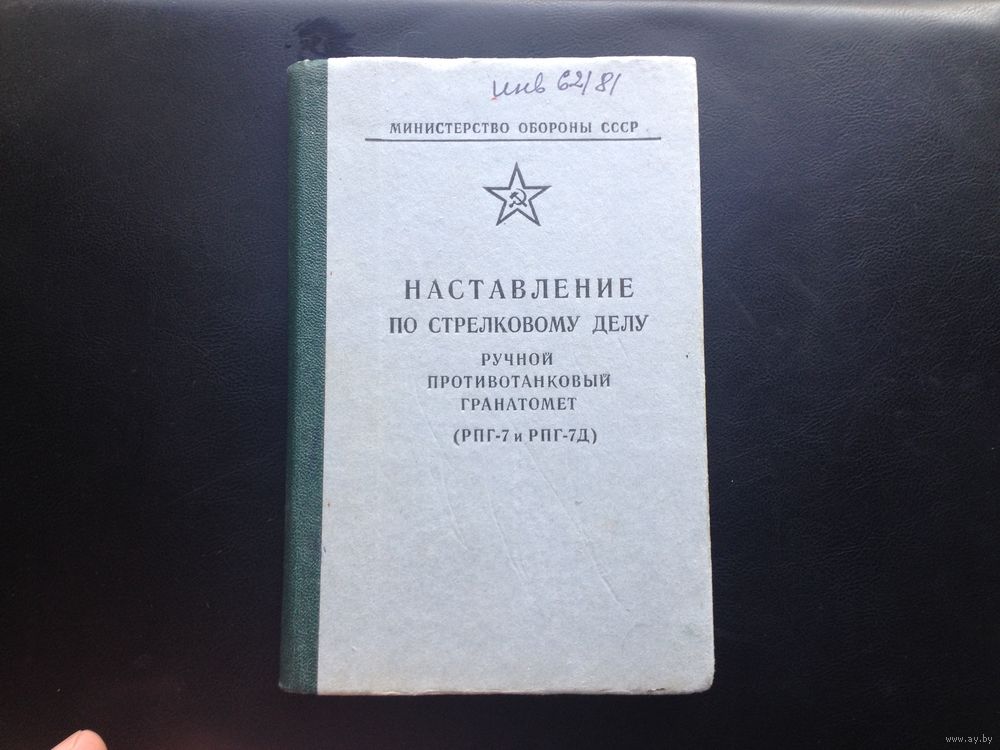 инв 62/81
МИНИСТЕРСТВО ОБОРОНЫ СССР
НАСТАВЛЕНИЕ
ПО СТРЕЛКОВОМУ ДЕЛУ
РУЧНОЙ
ПРОТИВОТАНКОВЫЙ
ГРАНАТОМЕТ
(РПГ-7 и РПГ-7Д)
www.ay.by